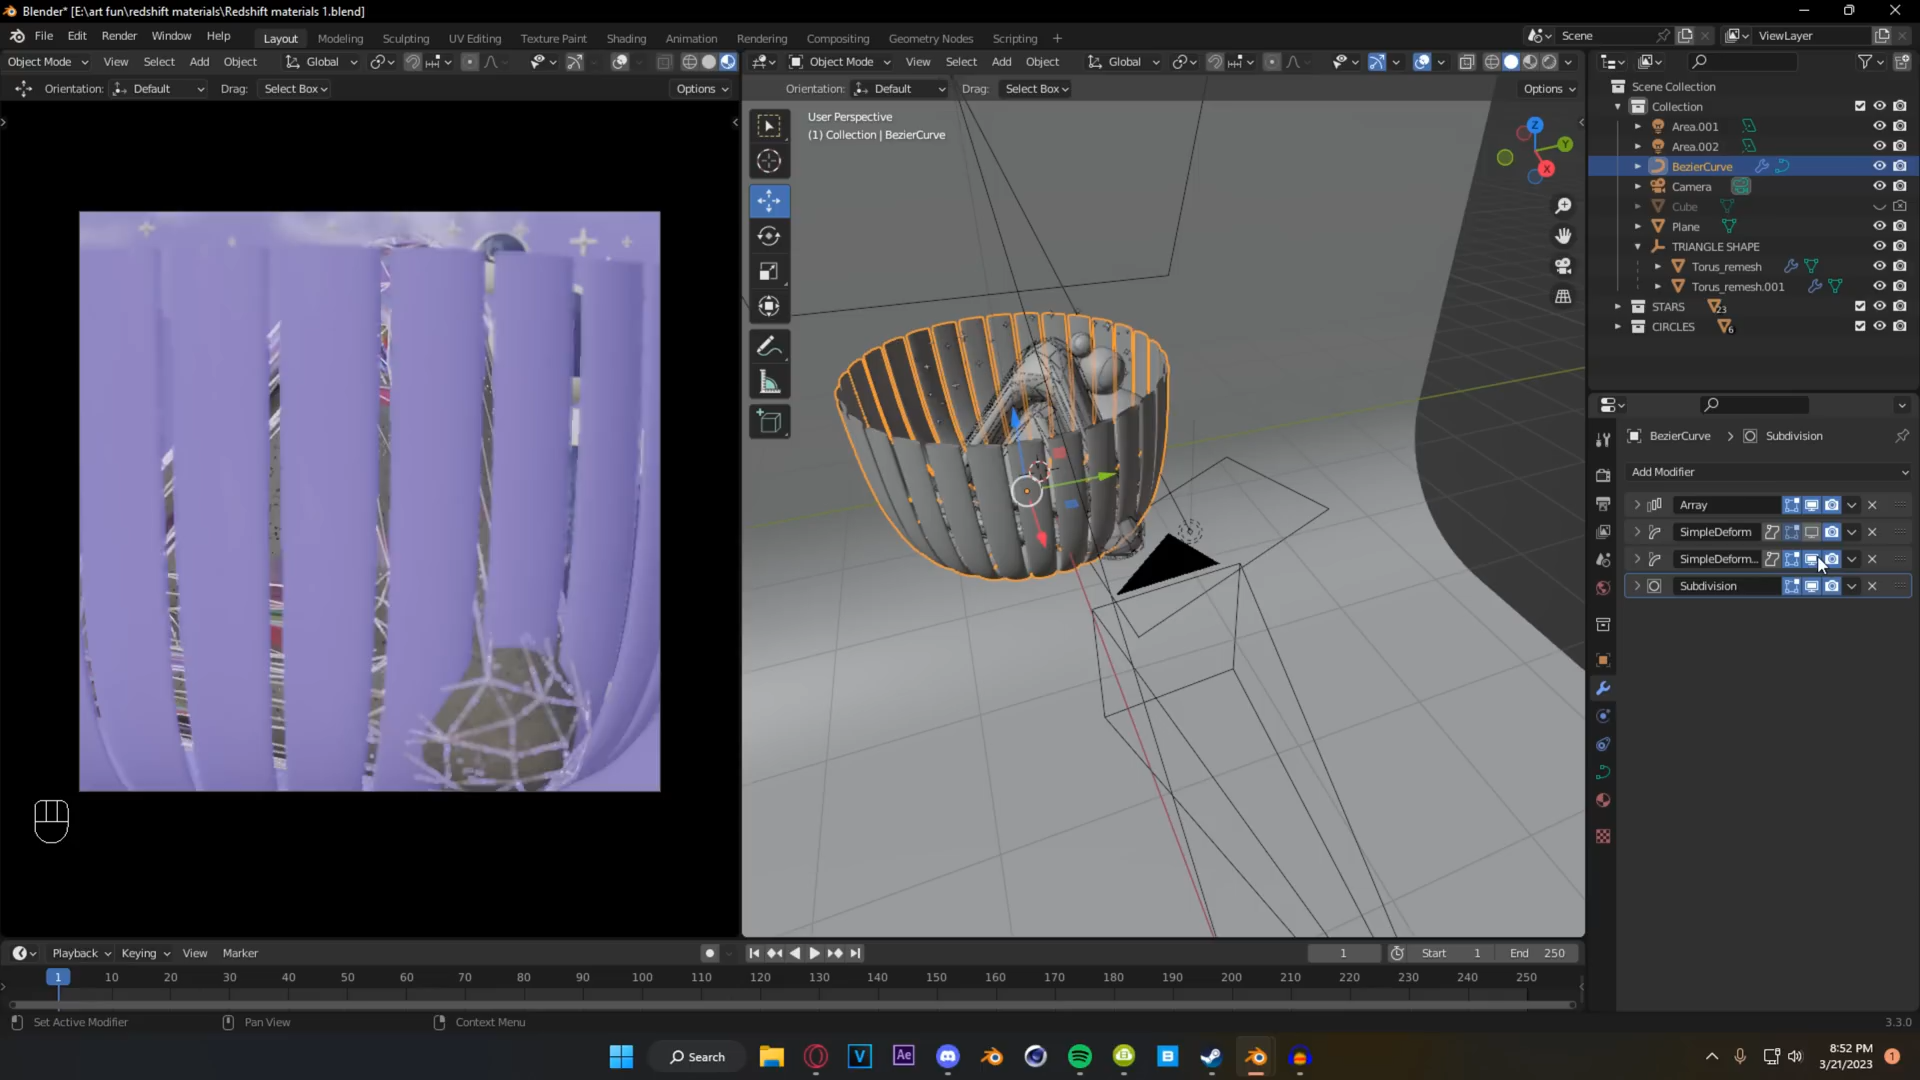 Blender* [E:\art fun\redshift materials\Redshift materials 1.blend]
File Edit Render Window Help Layout Modeling Sculpting UV Editing Texture Paint Shading Animation Rendering Compositing Geometry Nodes Scripting + Scene ViewLayer
Object Mode View Select Add Object Global Object Mode View Select Add Object Global
Orientation: Default Drag: Select Box Options Orientation: Default Drag: Select Box Options
User Perspective
(1) Collection | BezierCurve
Z
Y
X
Scene Collection
Collection
Area.001
Area.002
BezierCurve
Camera
Cube
Plane
TRIANGLE SHAPE
Torus_remesh
Torus_remesh.001
STARS 23
CIRCLES 6
BezierCurve > Subdivision
Add Modifier
Array
SimpleDeform
SimpleDeform...
Subdivision
Playback Keying View Marker 1 Start 1 End 250
1 10 20 30 40 50 60 70 80 90 100 110 120 130 140 150 160 170 180 190 200 210 220 230 240 250
Set Active Modifier Pan View Context Menu 3.3.0
Search V Ae B
8:52 PM
3/21/2023
1